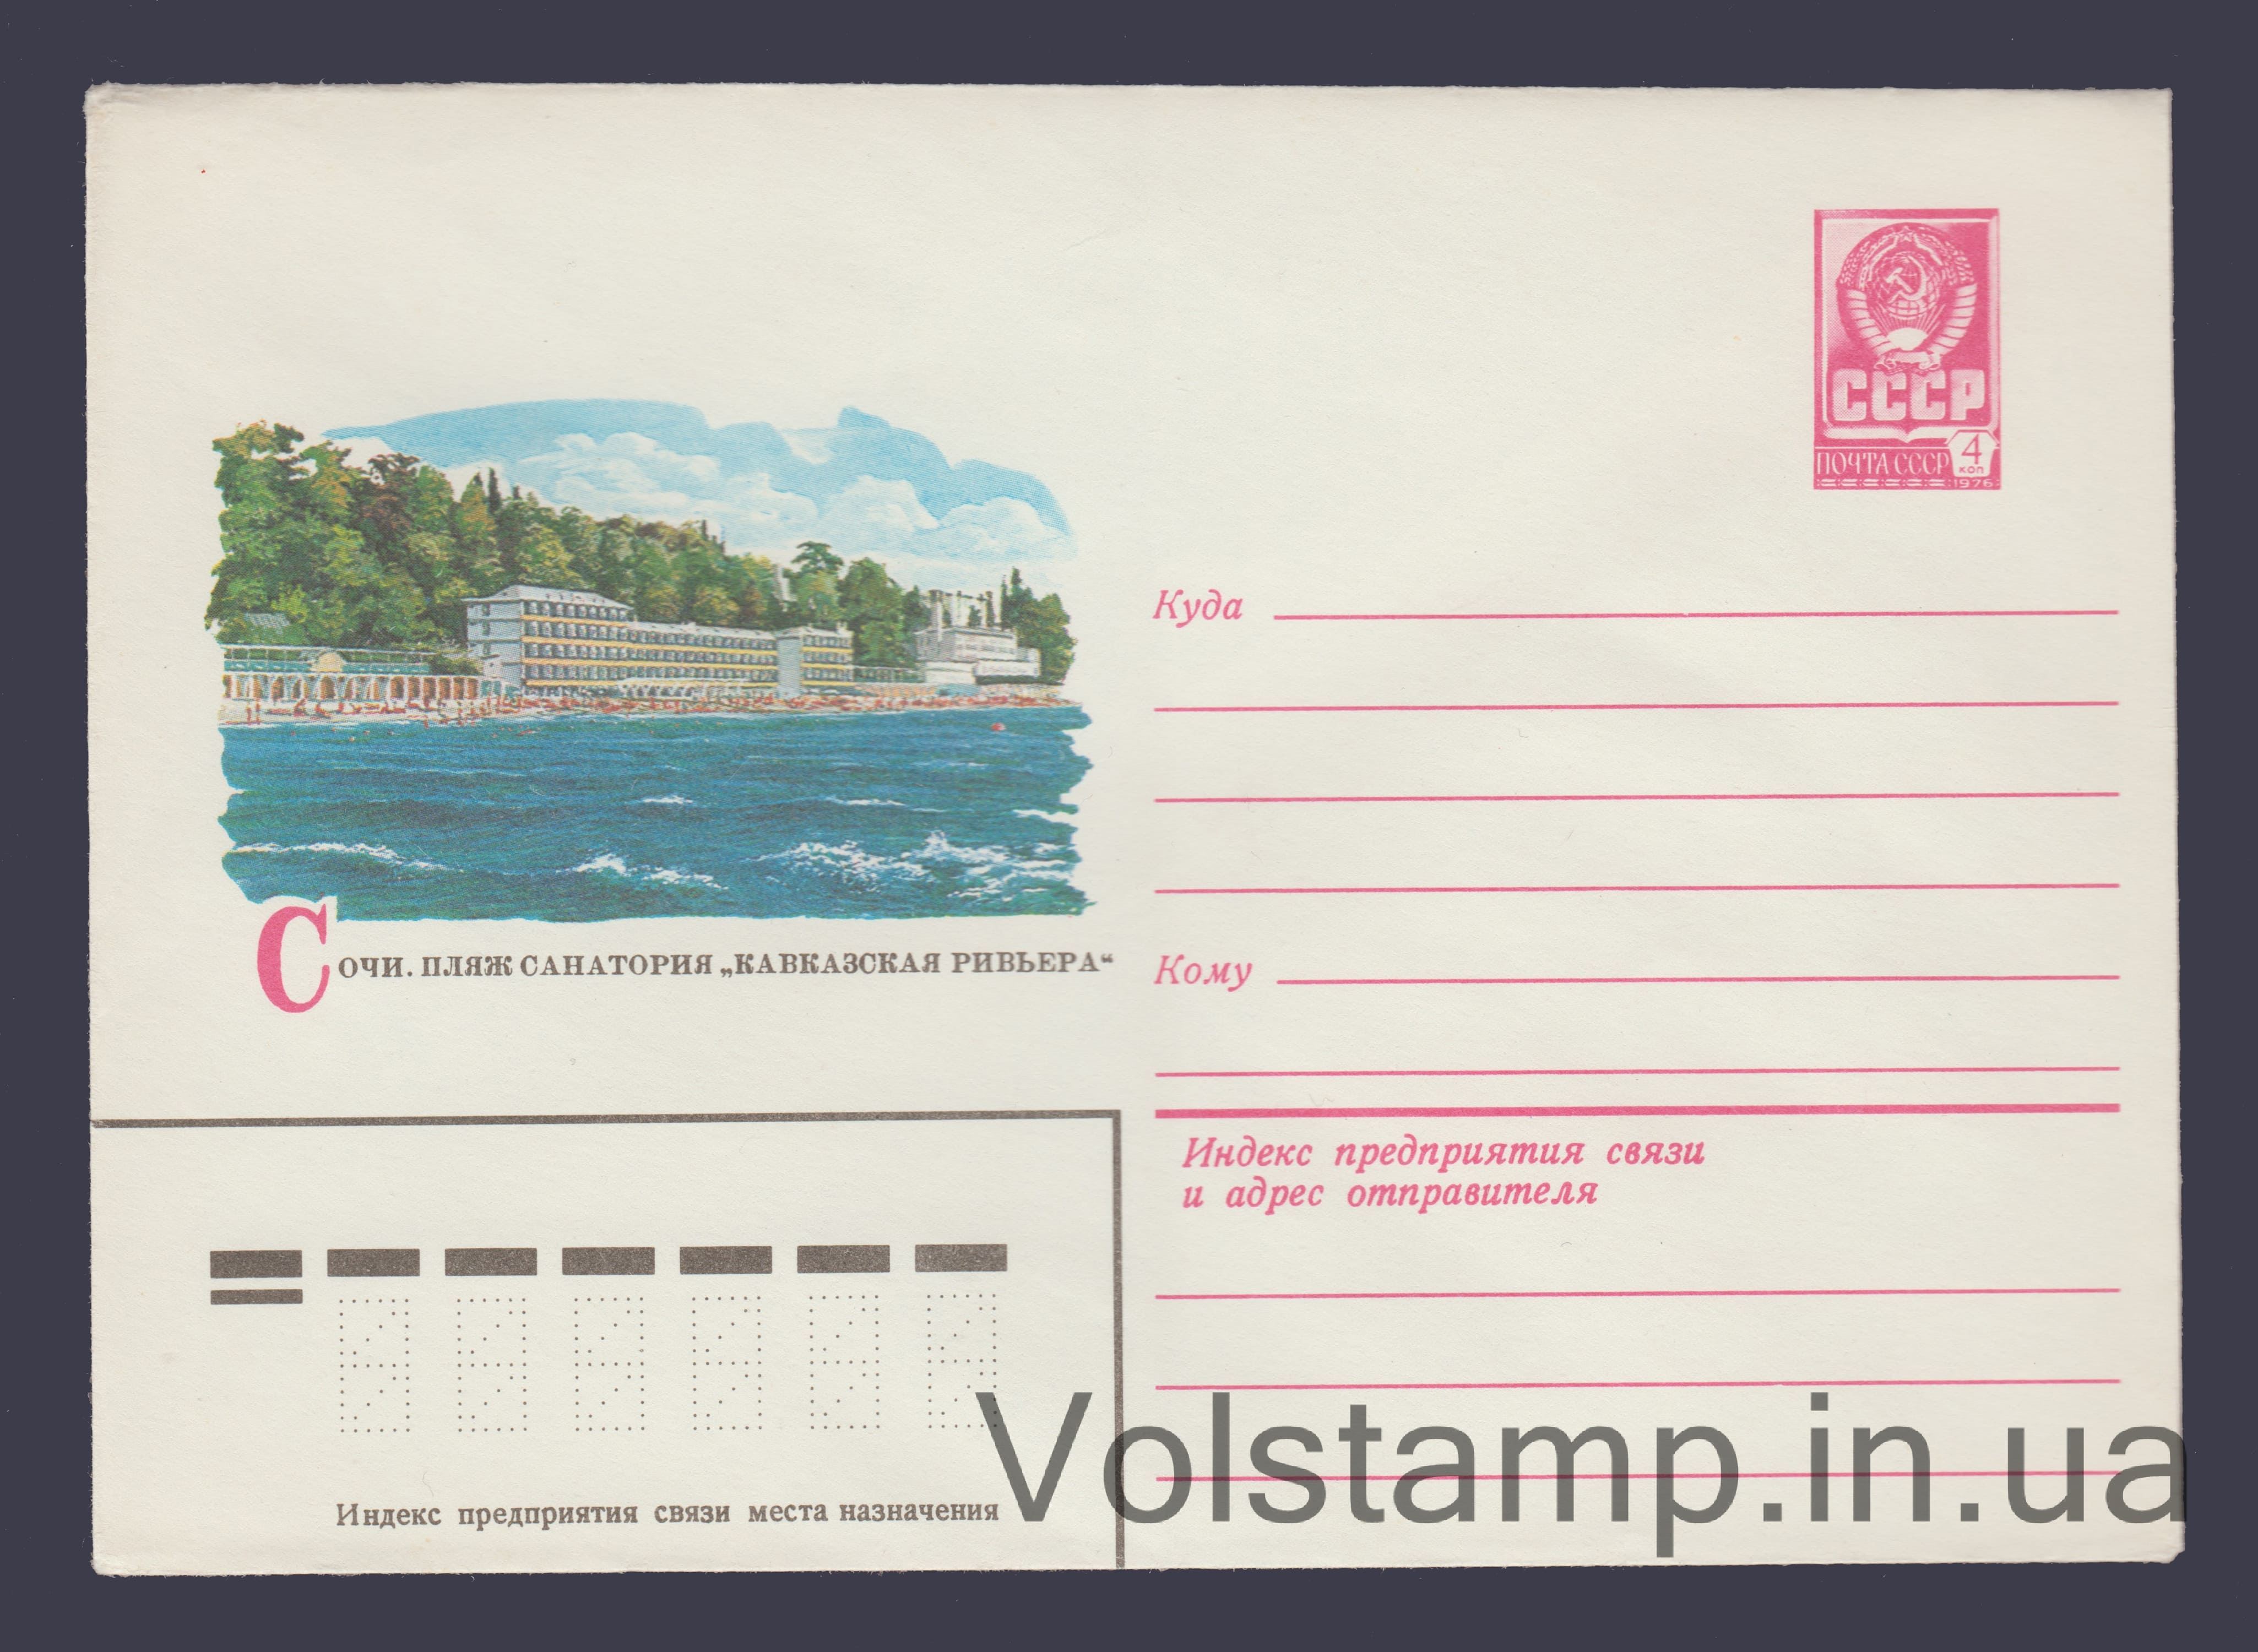 СССР
ПОЧТА СССР 4 коп
1976
Куда
Сочи. пляж санатория „Кавказская Ривьера“
Кому
Индекс предприятия связи
и адрес отправителя
Индекс предприятия связи места назначения
Volstamp.in.ua